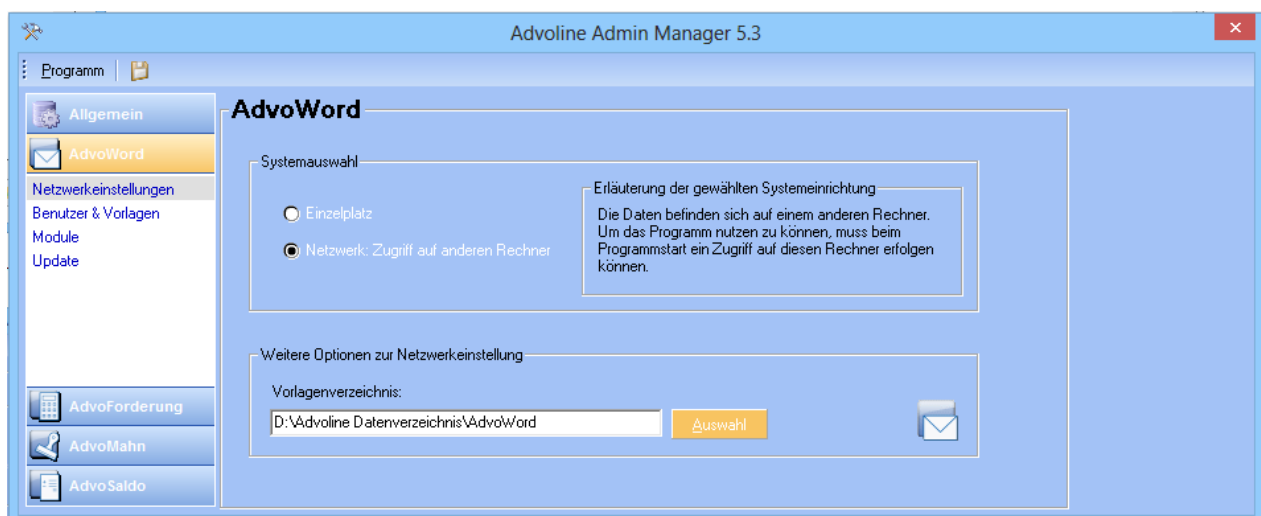 Advoline Admin Manager 5.3
Programm
Allgemein
AdvoWord
Netzwerkeinstellungen
Benutzer & Vorlagen
Module
Update
AdvoForderung
AdvoMahn
AdvoSaldo
AdvoWord
Systemauswahl
Einzelplatz
Netzwerk: Zugriff auf anderen Rechner
Erläuterung der gewählten Systemeinrichtung
Die Daten befinden sich auf einem anderen Rechner.
Um das Programm nutzen zu können, muss beim
Programmstart ein Zugriff auf diesen Rechner erfolgen
können.
Weitere Optionen zur Netzwerkeinstellung
Vorlagenverzeichnis:
D:\Advoline Datenverzeichnis\AdvoWord
Auswahl